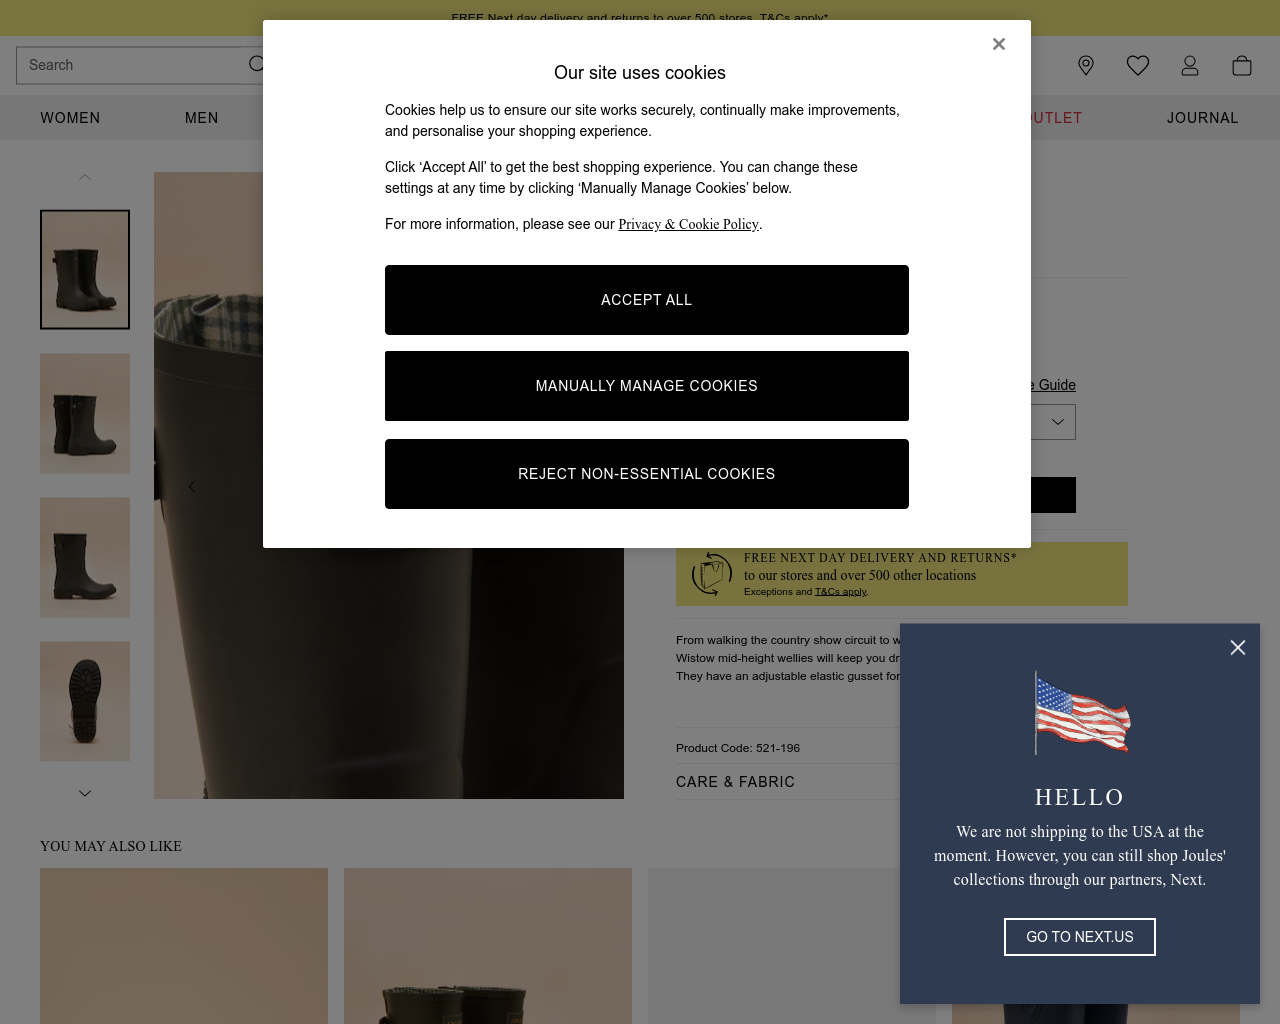 FREE Next day delivery and returns to over 500 stores. T&Cs apply*
Search
WOMEN
MEN
OUTLET
JOURNAL
Our site uses cookies
Cookies help us to ensure our site works securely, continually make improvements,
and personalise your shopping experience.
Click ‘Accept All’ to get the best shopping experience. You can change these
settings at any time by clicking ‘Manually Manage Cookies’ below.
For more information, please see our Privacy & Cookie Policy.
ACCEPT ALL
MANUALLY MANAGE COOKIES
REJECT NON-ESSENTIAL COOKIES
Guide
FREE NEXT DAY DELIVERY AND RETURNS*
to our stores and over 500 other locations
Exceptions and T&Cs apply.
From walking the country show circuit to
Wistow mid-height wellies will keep you
They have an adjustable elastic gusset for
Product Code: 521-196
CARE & FABRIC
YOU MAY ALSO LIKE
HELLO
We are not shipping to the USA at the
moment. However, you can still shop Joules'
collections through our partners, Next.
GO TO NEXT.US